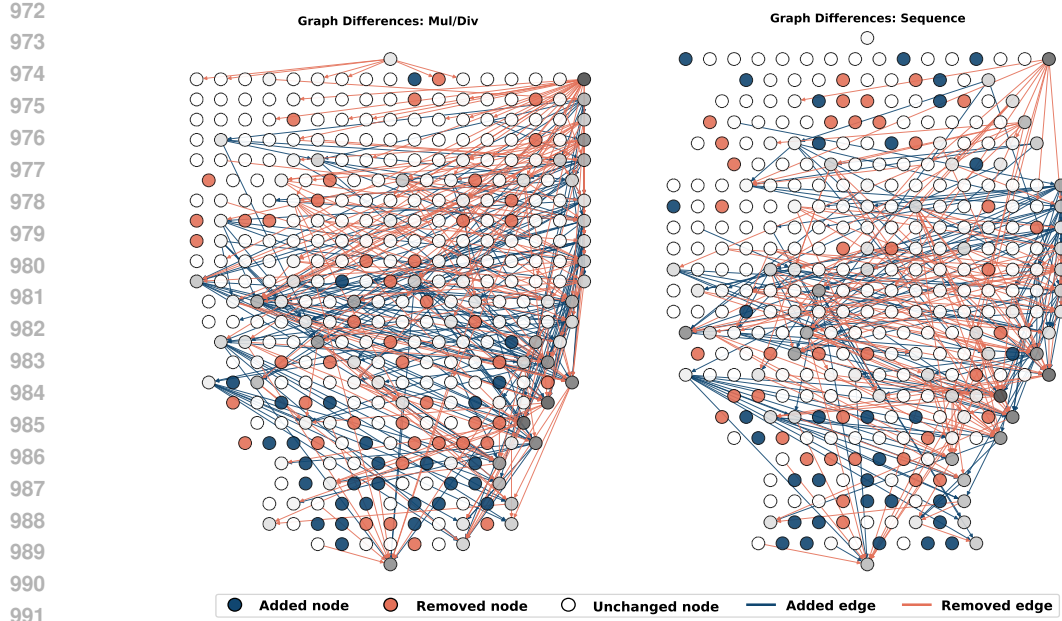 972
973
974
975
976
977
978
979
980
981
982
983
984
985
986
987
988
989
990
991
Graph Differences: Mul/Div
Graph Differences: Sequence
Added node
Removed node
Unchanged node
Added edge
Removed edge